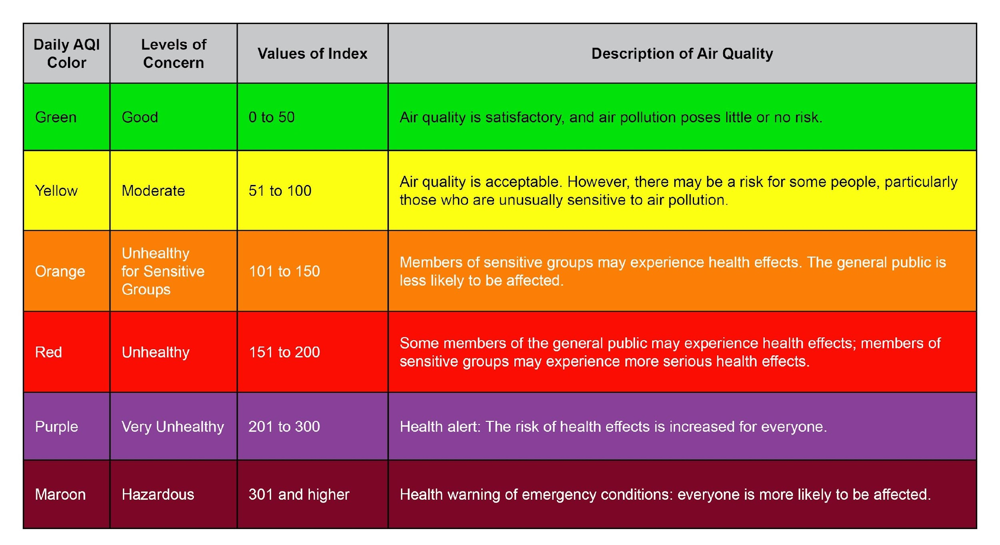 Daily AQI
Color
Levels of
Concern
Values of Index
Description of Air Quality
Green
Good
0 to 50
Air quality is satisfactory, and air pollution poses little or no risk.
Yellow
Moderate
51 to 100
Air quality is acceptable. However, there may be a risk for some people, particularly
those who are unusually sensitive to air pollution.
Orange
Unhealthy
for Sensitive
Groups
101 to 150
Members of sensitive groups may experience health effects. The general public is
less likely to be affected.
Red
Unhealthy
151 to 200
Some members of the general public may experience health effects; members of
sensitive groups may experience more serious health effects.
Purple
Very Unhealthy
201 to 300
Health alert: The risk of health effects is increased for everyone.
Maroon
Hazardous
301 and higher
Health warning of emergency conditions: everyone is more likely to be affected.